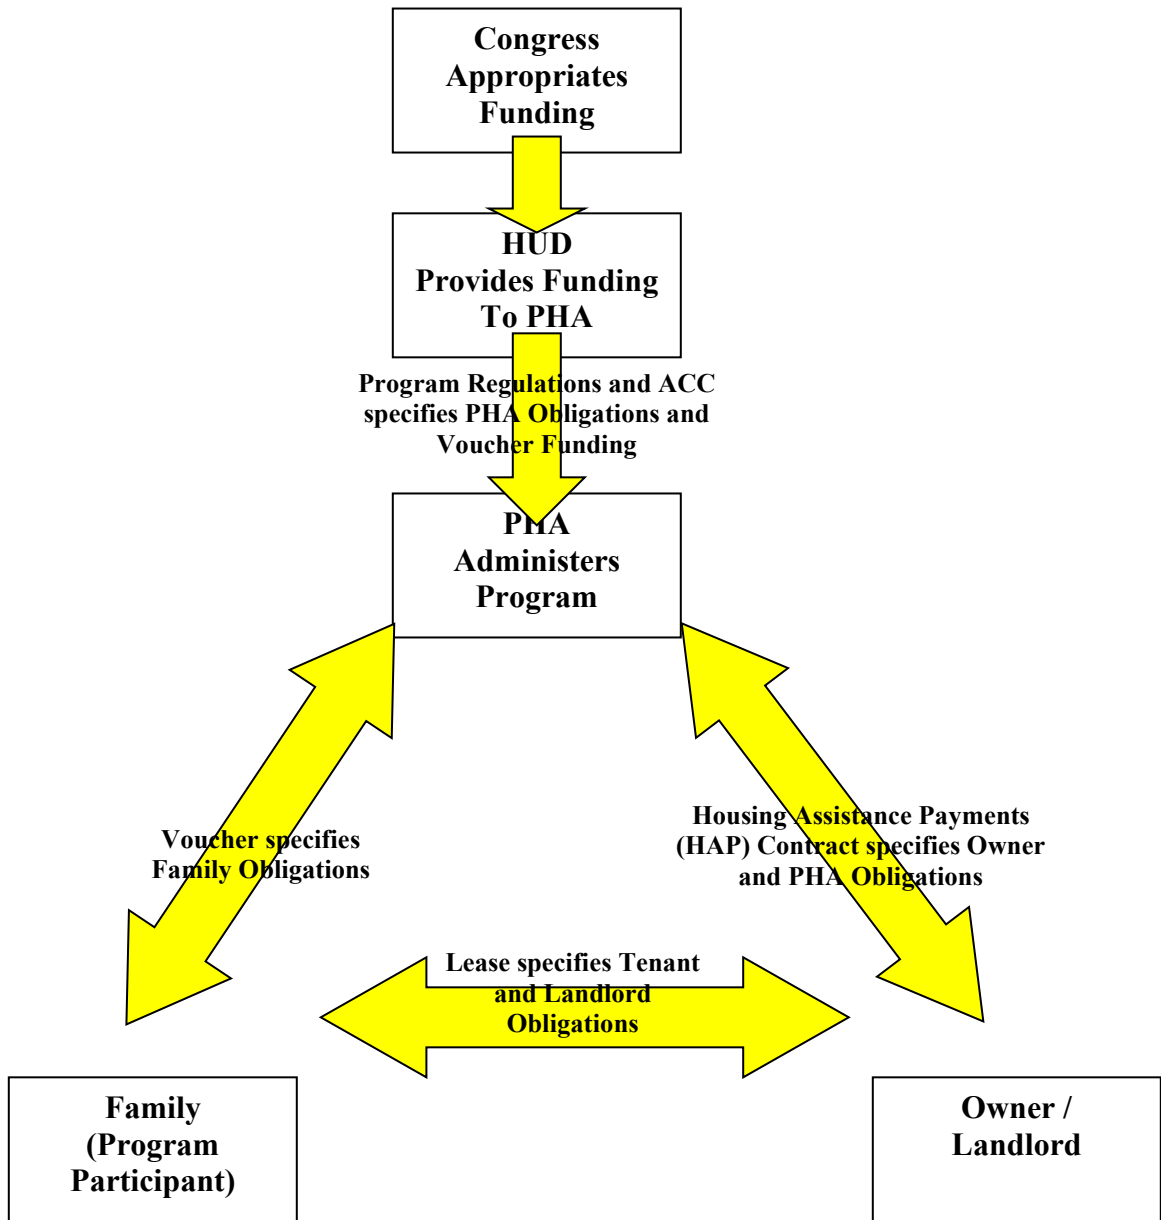 Congress
Appropriates
Funding
HUD
Provides Funding
To PHA
Program Regulations and ACC
specifies PHA Obligations and
Voucher Funding
PHA
Administers
Program
Voucher specifies
Family Obligations
Housing Assistance Payments
(HAP) Contract specifies Owner
and PHA Obligations
Lease specifies Tenant
and Landlord
Obligations
Family
(Program
Participant)
Owner /
Landlord